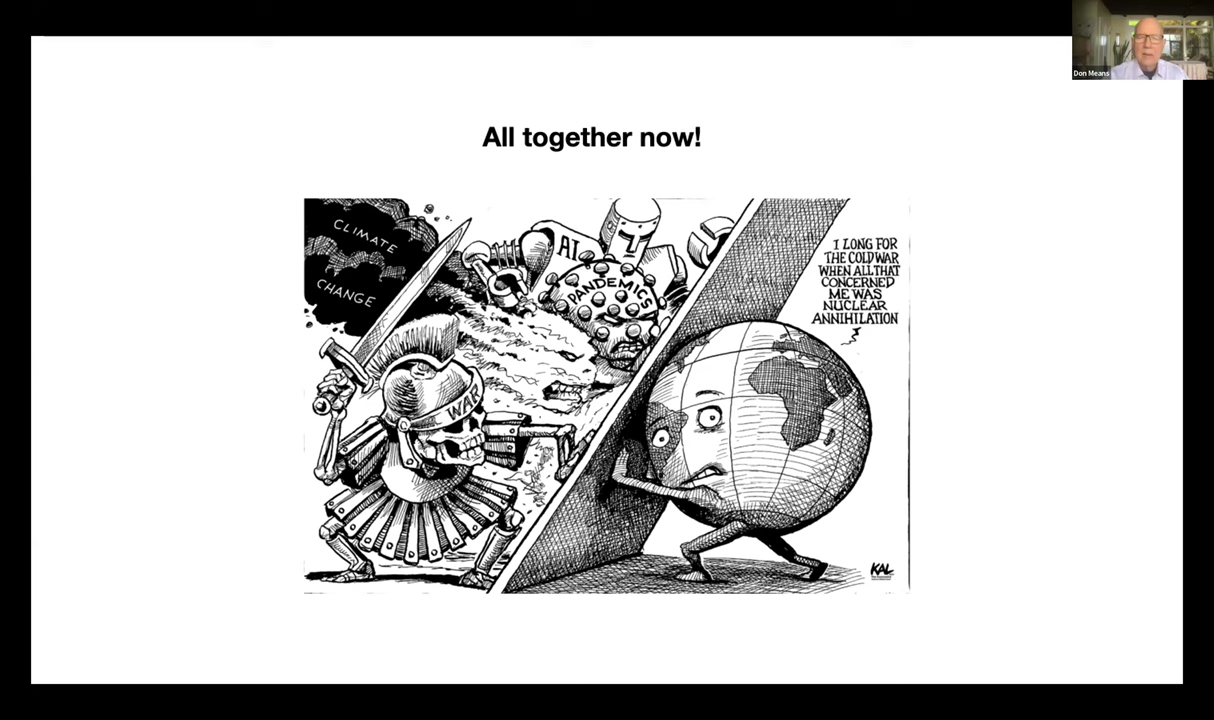 Don Means
All together now!
CLIMATE
CHANGE
AI
PANDEMICS
WAR
I LONG FOR
THE COLD WAR
WHEN ALL THAT
CONCERNED
ME WAS
NUCLEAR
ANNIHILATION
KAL